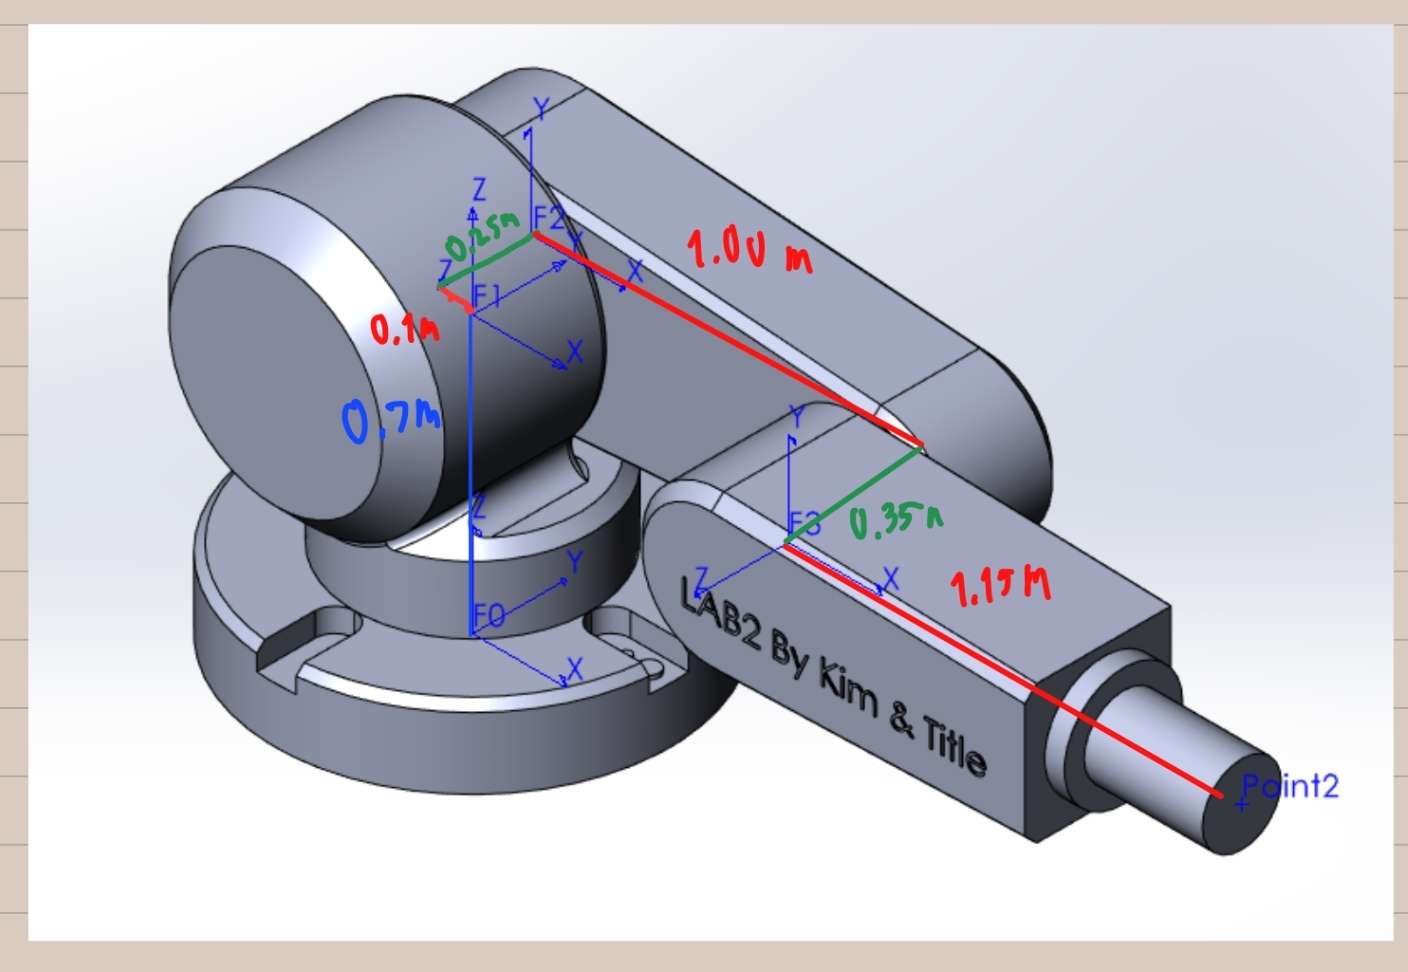 Y
Z
0.25m
F2
Y
Z
X
F1
1.00 m
0.1m
X
0.7m
Y
Z
F3
0.35m
Y
Z
X
1.15M
F0
X
LAB2 By Kim & Title
Point2